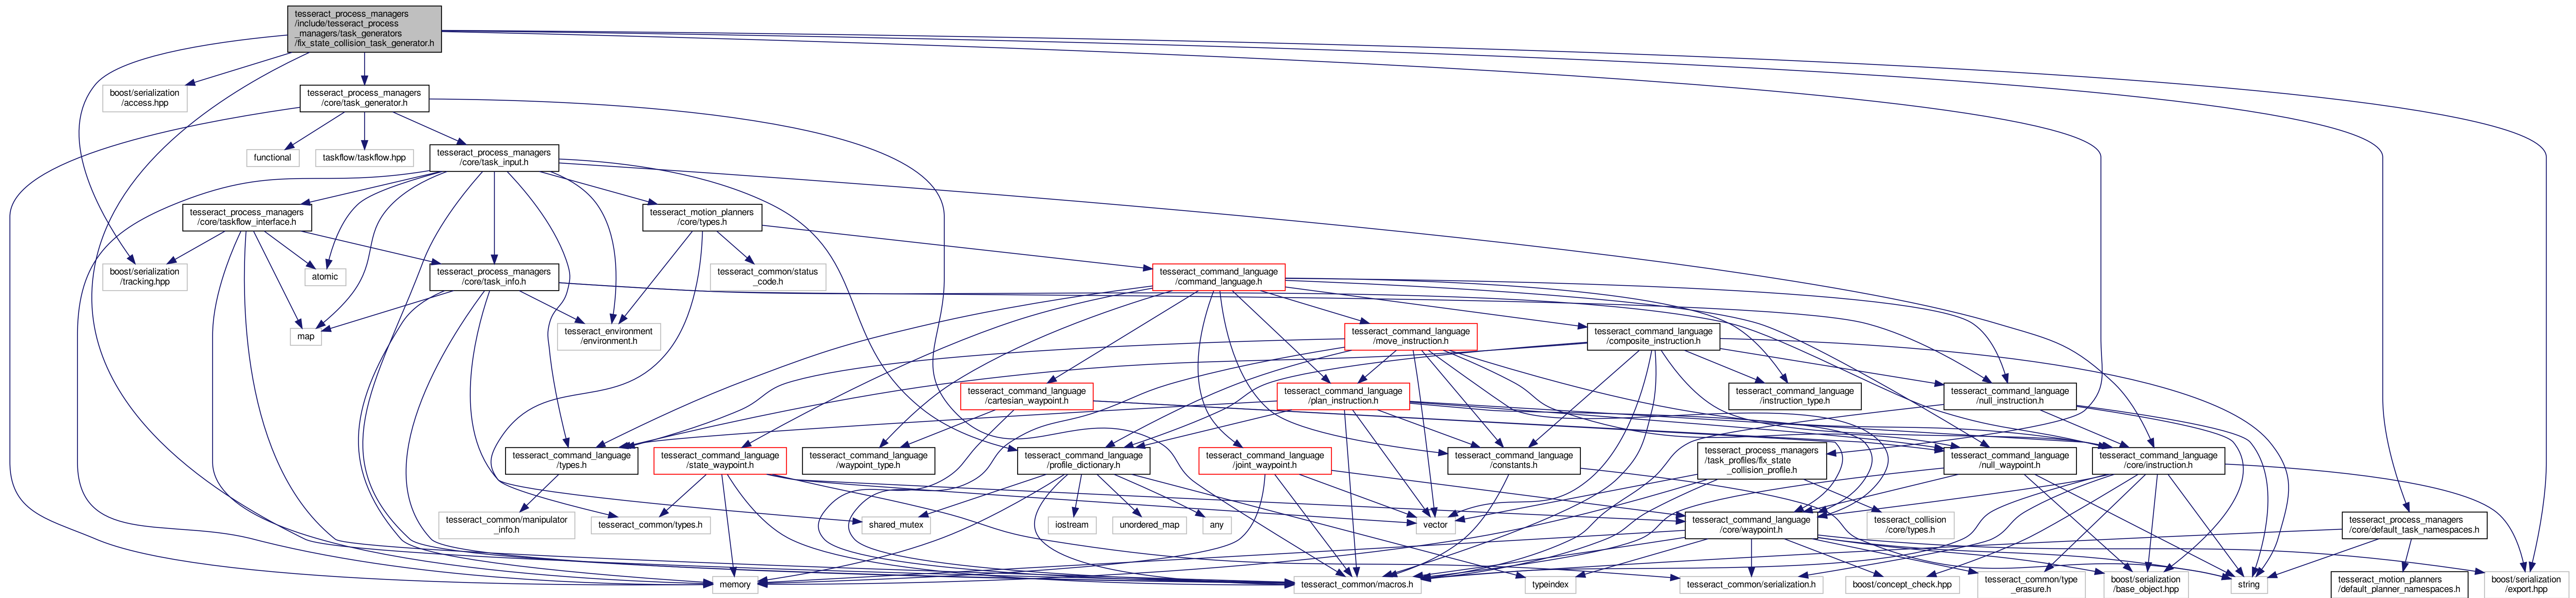 tesseract_process_managers
/include/tesseract_process
_managers/task_generators
/fix_state_collision_task_generator.h
boost/serialization
/access.hpp
tesseract_process_managers
/core/task_generator.h
functional
taskflow/taskflow.hpp
tesseract_process_managers
/core/task_input.h
tesseract_process_managers
/core/taskflow_interface.h
tesseract_motion_planners
/core/types.h
boost/serialization
/tracking.hpp
atomic
tesseract_process_managers
/core/task_info.h
tesseract_common/status
_code.h
tesseract_command_language
/command_language.h
map
tesseract_environment
/environment.h
tesseract_command_language
/move_instruction.h
tesseract_command_language
/composite_instruction.h
tesseract_command_language
/cartesian_waypoint.h
tesseract_command_language
/plan_instruction.h
tesseract_command_language
/instruction_type.h
tesseract_command_language
/null_instruction.h
tesseract_command_language
/types.h
tesseract_command_language
/state_waypoint.h
tesseract_command_language
/waypoint_type.h
tesseract_command_language
/profile_dictionary.h
tesseract_command_language
/joint_waypoint.h
tesseract_command_language
/constants.h
tesseract_process_managers
/task_profiles/fix_state
_collision_profile.h
tesseract_command_language
/null_waypoint.h
tesseract_command_language
/core/instruction.h
tesseract_common/manipulator
_info.h
tesseract_common/types.h
shared_mutex
iostream
unordered_map
any
vector
tesseract_command_language
/core/waypoint.h
tesseract_collision
/core/types.h
tesseract_process_managers
/core/default_task_namespaces.h
memory
tesseract_common/macros.h
typeindex
tesseract_common/serialization.h
boost/concept_check.hpp
tesseract_common/type
_erasure.h
boost/serialization
/base_object.hpp
string
tesseract_motion_planners
/default_planner_namespaces.h
boost/serialization
/export.hpp